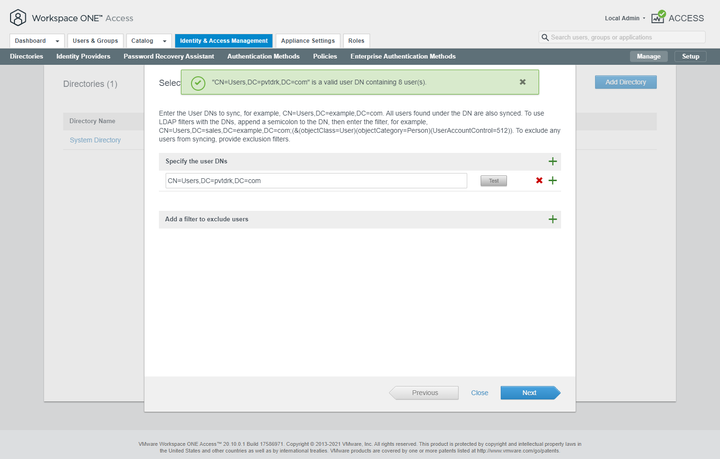 Workspace ONE™ Access
Local Admin
ACCESS
Dashboard
Users & Groups
Catalog
Identity & Access Management
Appliance Settings
Roles
Search users, groups or applications
Directories
Identity Providers
Password Recovery Assistant
Authentication Methods
Policies
Enterprise Authentication Methods
Manage
Setup
Directories (1)
Selec
"CN=Users,DC=pvtdrk,DC=com" is a valid user DN containing 8 user(s).
Add Directory
Enter the User DNs to sync, for example, CN=Users,DC=example,DC=com. All users found under the DN are also synced. To use
LDAP filters with the DNs, append a semicolon to the DN, then enter the filter, for example,
CN=Users,DC=sales,DC=example,DC=com;(&(objectClass=User)(objectCategory=Person)(UserAccountControl=512)). To exclude any
users from syncing, provide exclusion filters.
Directory Name
System Directory
Specify the user DNs
CN=Users,DC=pvtdrk,DC=com
Test
Add a filter to exclude users
Previous
Close
Next
VMware Workspace ONE Access™ 20.10.0.1 Build 17586971 Copyright © 2013-2021 VMware, Inc. All rights reserved. This product is protected by copyright and intellectual property laws in
the United States and other countries as well as by international treaties. VMware products are covered by one or more patents listed at http://www.vmware.com/go/patents.